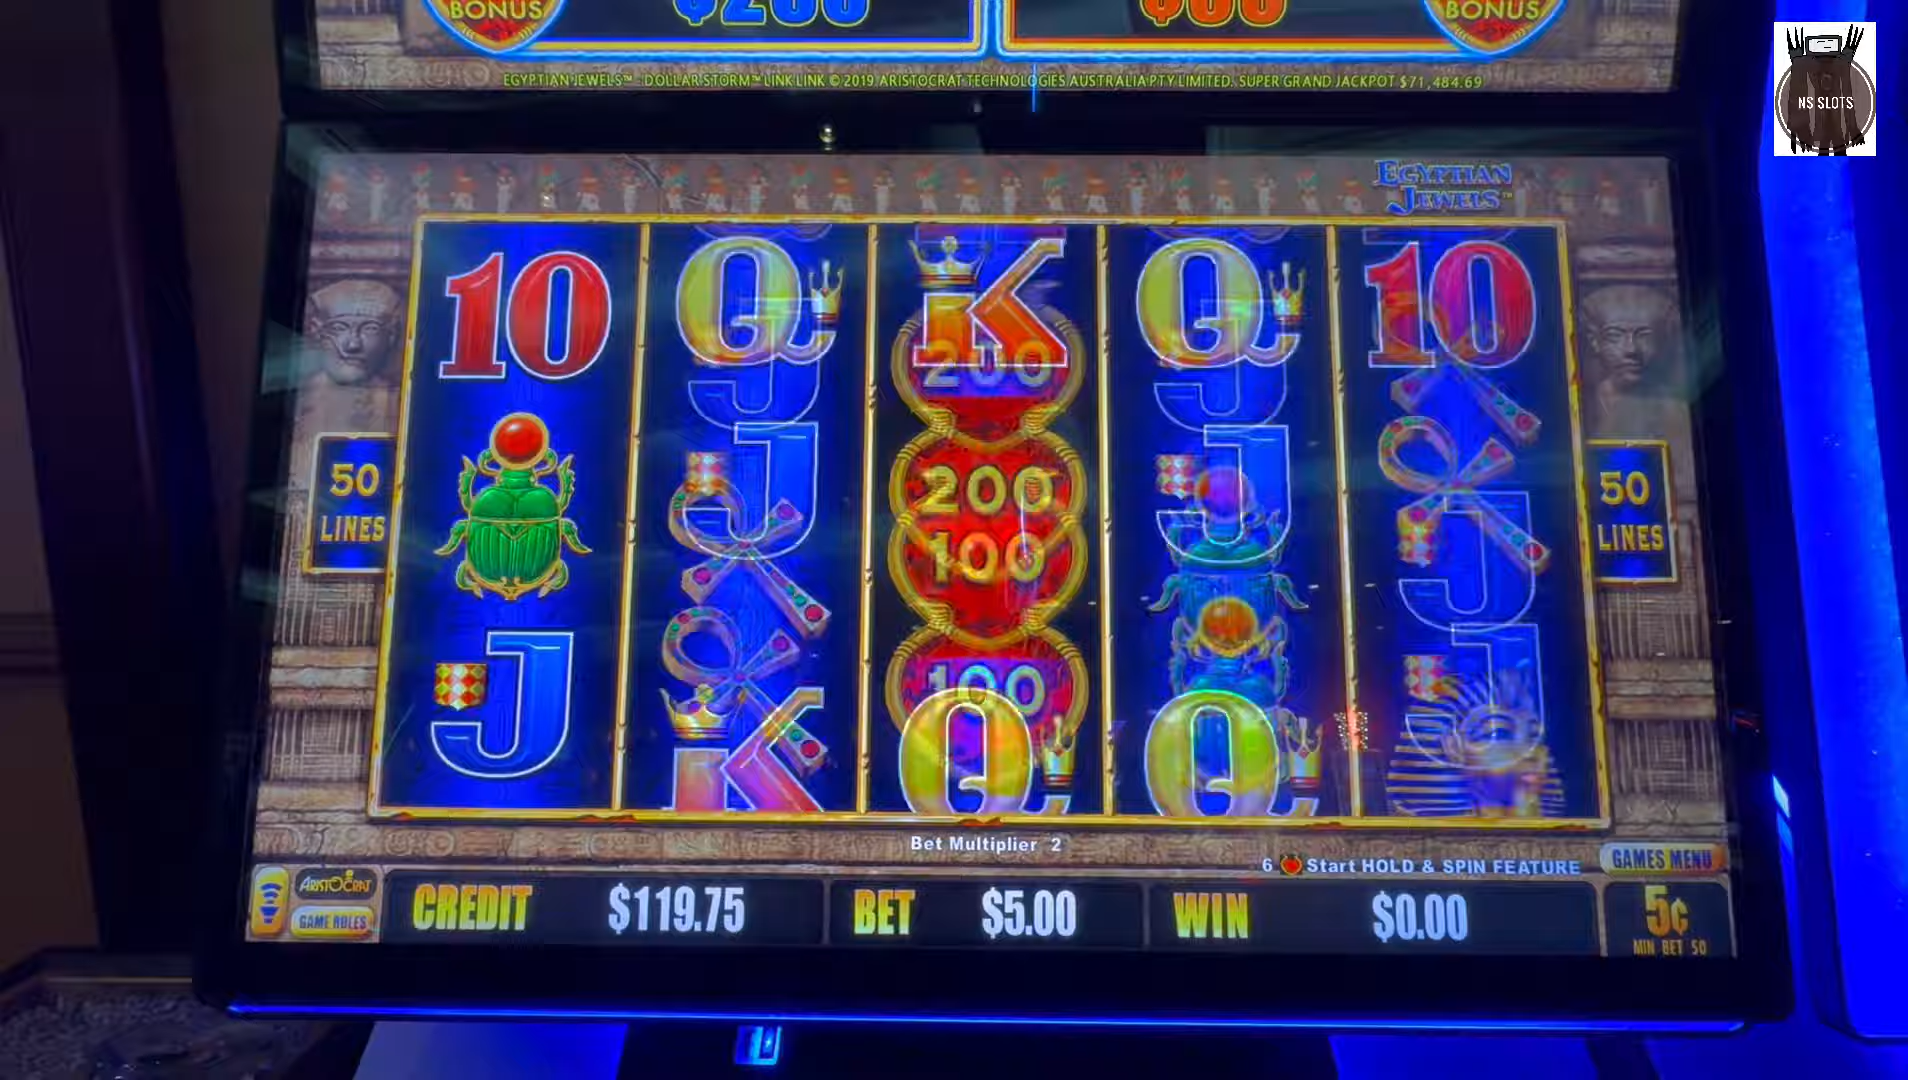 BONUS
BONUS
EGYPTIAN JEWELS™ - DOLLAR STORM™ LINK LINK © 2019 ARISTOCRAT TECHNOLOGIES AUSTRALIA PTY LIMITED. SUPER GRAND JACKPOT $71,484.69
NS SLOTS
EGYPTIAN
JEWELS™
10 Q K Q 10
200
J J
50
LINES
200
100
50
LINES
J
100
J
K Q Q
Bet Multiplier 2
6 Start HOLD & SPIN FEATURE
GAMES MENU
ARISTOCRAT
GAME RULES
CREDIT $119.75 BET $5.00 WIN $0.00
5¢
MIN BET 50